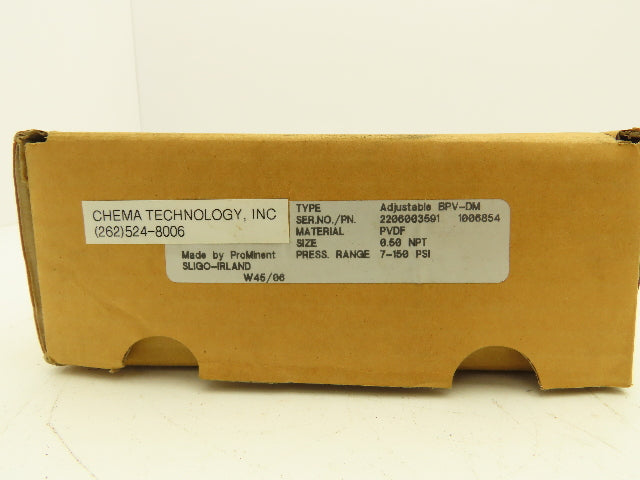 CHEMA TECHNOLOGY, INC
(262)524-8006
TYPE Adjustable BPV-DM
SER.NO./PN. 2206003591 1006854
MATERIAL PVDF
SIZE 0.50 NPT
PRESS. RANGE 7-150 PSI
Made by ProMinent
SLIGO-IRLAND
W46/06